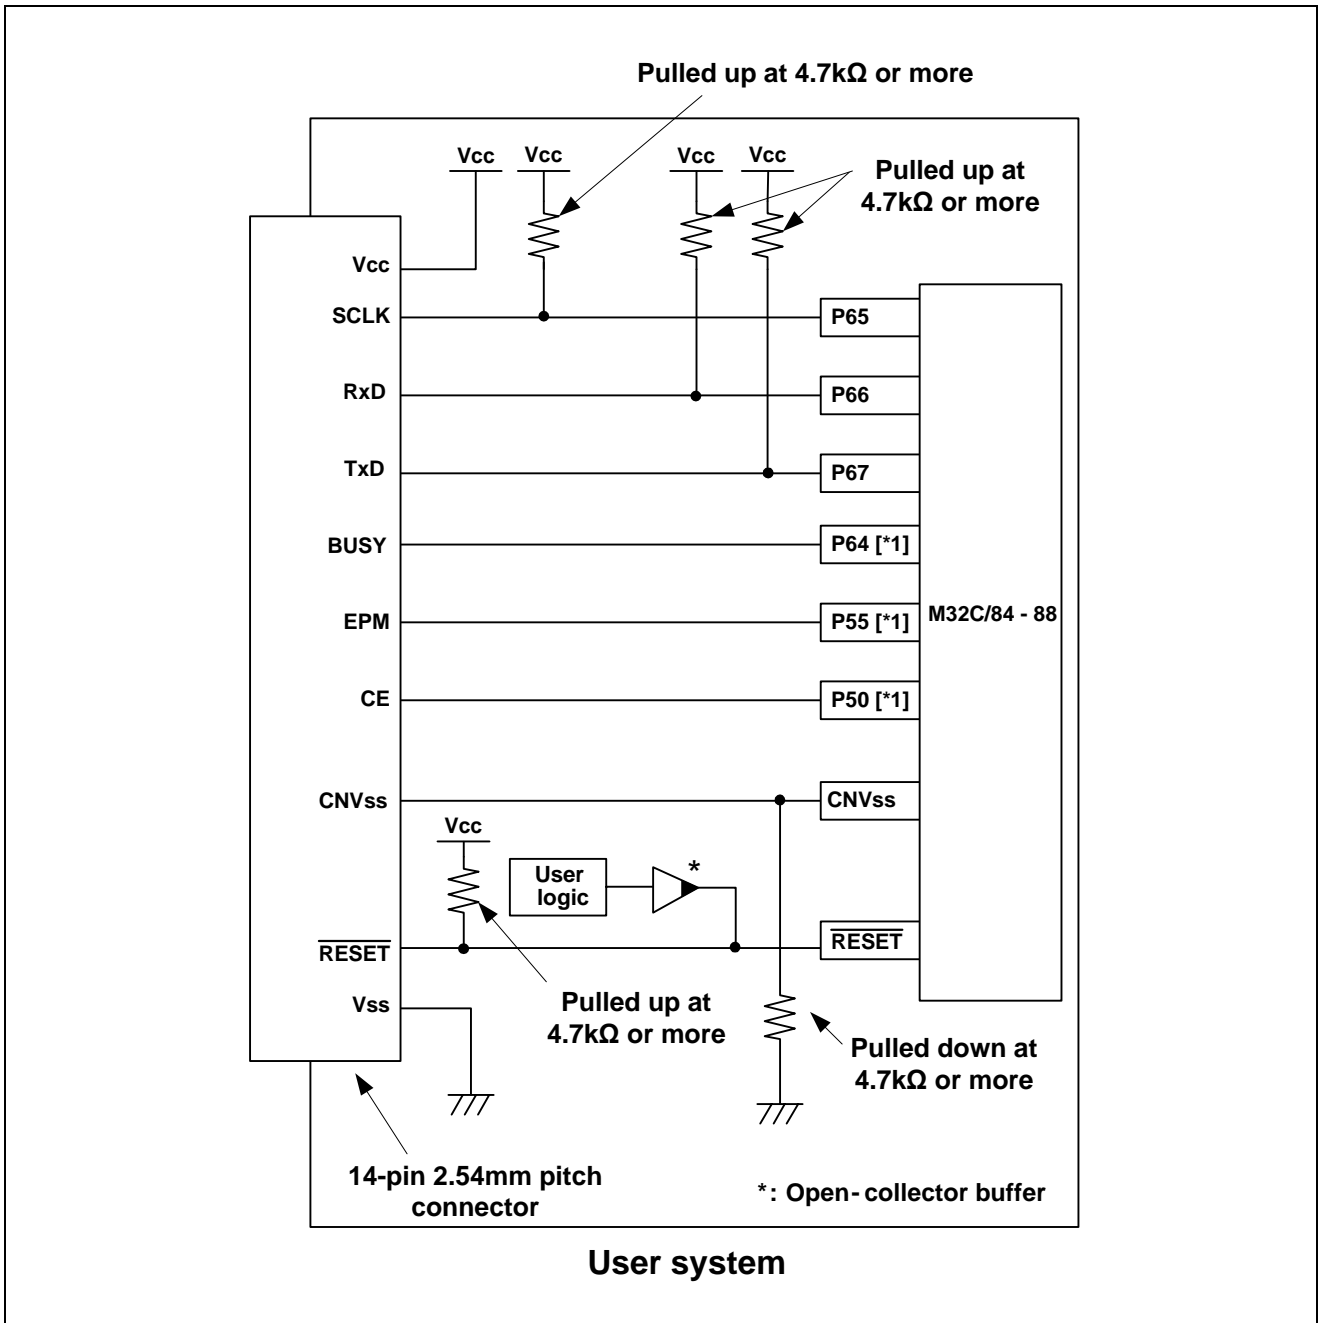 Pulled up at 4.7kΩ or more
Vcc
Vcc
Vcc
Vcc
Pulled up at
4.7kΩ or more
Vcc
SCLK
P65
RxD
P66
TxD
P67
BUSY
P64 [*1]
EPM
P55 [*1]
M32C/84 - 88
CE
P50 [*1]
CNVss
CNVss
Vcc
User
logic
*
RESET
RESET
Vss
Pulled up at
4.7kΩ or more
Pulled down at
4.7kΩ or more
14-pin 2.54mm pitch
connector
*: Open-collector buffer
User system